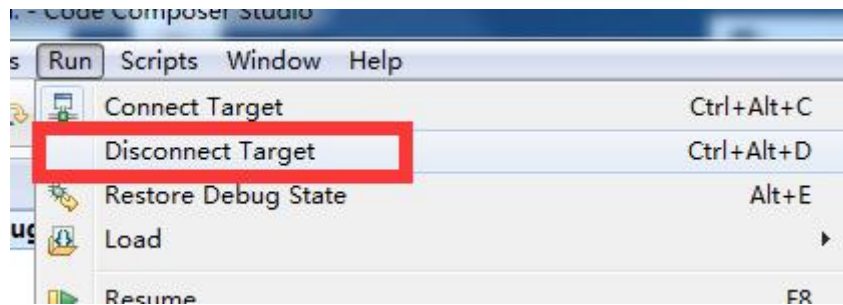 - Code Composer Studio
s Run Scripts Window Help
Connect Target Ctrl+Alt+C
Disconnect Target Ctrl+Alt+D
Restore Debug State Alt+E
ug
Load
Resume F8